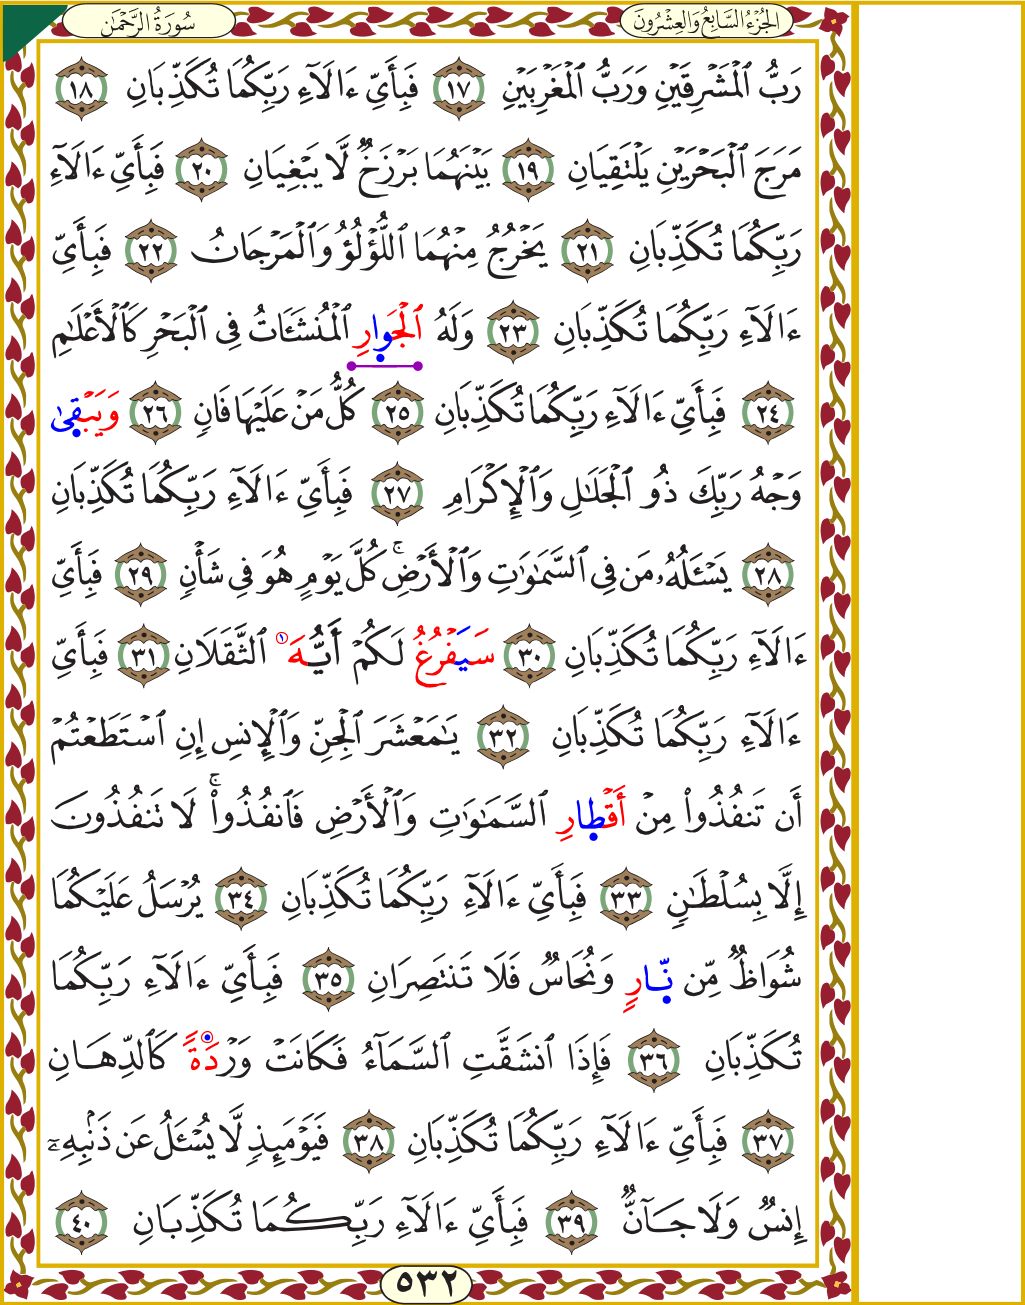 الجُزْءُ السَّابِعُ وَالعِشْرُونَ
سُورَةُ الرَّحْمَٰن
رَبُّ ٱلْمَشْرِقَيْنِ وَرَبُّ ٱلْمَغْرِبَيْنِ ١٧ فَبِأَىِّ ءَالَآءِ رَبِّكُمَا تُكَذِّبَانِ ١٨
مَرَجَ ٱلْبَحْرَيْنِ يَلْتَقِيَانِ ١٩ بَيْنَهُمَا بَرْزَخٌ لَّا يَبْغِيَانِ ٢٠ فَبِأَىِّ ءَالَآءِ
رَبِّكُمَا تُكَذِّبَانِ ٢١ يَخْرُجُ مِنْهُمَا ٱللُّؤْلُؤُ وَٱلْمَرْجَانُ ٢٢ فَبِأَىِّ
ءَالَآءِ رَبِّكُمَا تُكَذِّبَانِ ٢٣ وَلَهُ ٱلْجَوَارِ ٱلْمُنشَـَٔاتُ فِى ٱلْبَحْرِ كَٱلْأَعْلَٰمِ
٢٤ فَبِأَىِّ ءَالَآءِ رَبِّكُمَا تُكَذِّبَانِ ٢٥ كُلُّ مَنْ عَلَيْهَا فَانٍ ٢٦ وَيَبْقَىٰ
وَجْهُ رَبِّكَ ذُو ٱلْجَلَٰلِ وَٱلْإِكْرَامِ ٢٧ فَبِأَىِّ ءَالَآءِ رَبِّكُمَا تُكَذِّبَانِ
٢٨ يَسْـَٔلُهُۥ مَن فِى ٱلسَّمَٰوَٰتِ وَٱلْأَرْضِ ۚ كُلَّ يَوْمٍ هُوَ فِى شَأْنٍ ٢٩ فَبِأَىِّ
ءَالَآءِ رَبِّكُمَا تُكَذِّبَانِ ٣٠ سَيَفْرُغُ لَكُمْ أَيُّهَ ١ ٱلثَّقَلَانِ ٣١ فَبِأَىِّ
ءَالَآءِ رَبِّكُمَا تُكَذِّبَانِ ٣٢ يَٰمَعْشَرَ ٱلْجِنِّ وَٱلْإِنسِ إِنِ ٱسْتَطَعْتُمْ
أَن تَنفُذُوا۟ مِنْ أَقْطَارِ ٱلسَّمَٰوَٰتِ وَٱلْأَرْضِ فَٱنفُذُوا۟ ۚ لَا تَنفُذُونَ
إِلَّا بِسُلْطَٰنٍ ٣٣ فَبِأَىِّ ءَالَآءِ رَبِّكُمَا تُكَذِّبَانِ ٣٤ يُرْسَلُ عَلَيْكُمَا
شُوَاظٌ مِّن نَّارٍ وَنُحَاسٌ فَلَا تَنتَصِرَانِ ٣٥ فَبِأَىِّ ءَالَآءِ رَبِّكُمَا
تُكَذِّبَانِ ٣٦ فَإِذَا ٱنشَقَّتِ ٱلسَّمَآءُ فَكَانَتْ وَرْدَةً كَٱلدِّهَانِ
٣٧ فَبِأَىِّ ءَالَآءِ رَبِّكُمَا تُكَذِّبَانِ ٣٨ فَيَوْمَئِذٍ لَّا يُسْـَٔلُ عَن ذَنۢبِهِۦٓ
إِنسٌ وَلَا جَآنٌّ ٣٩ فَبِأَىِّ ءَالَآءِ رَبِّكُمَا تُكَذِّبَانِ ٤٠
٥٣٢